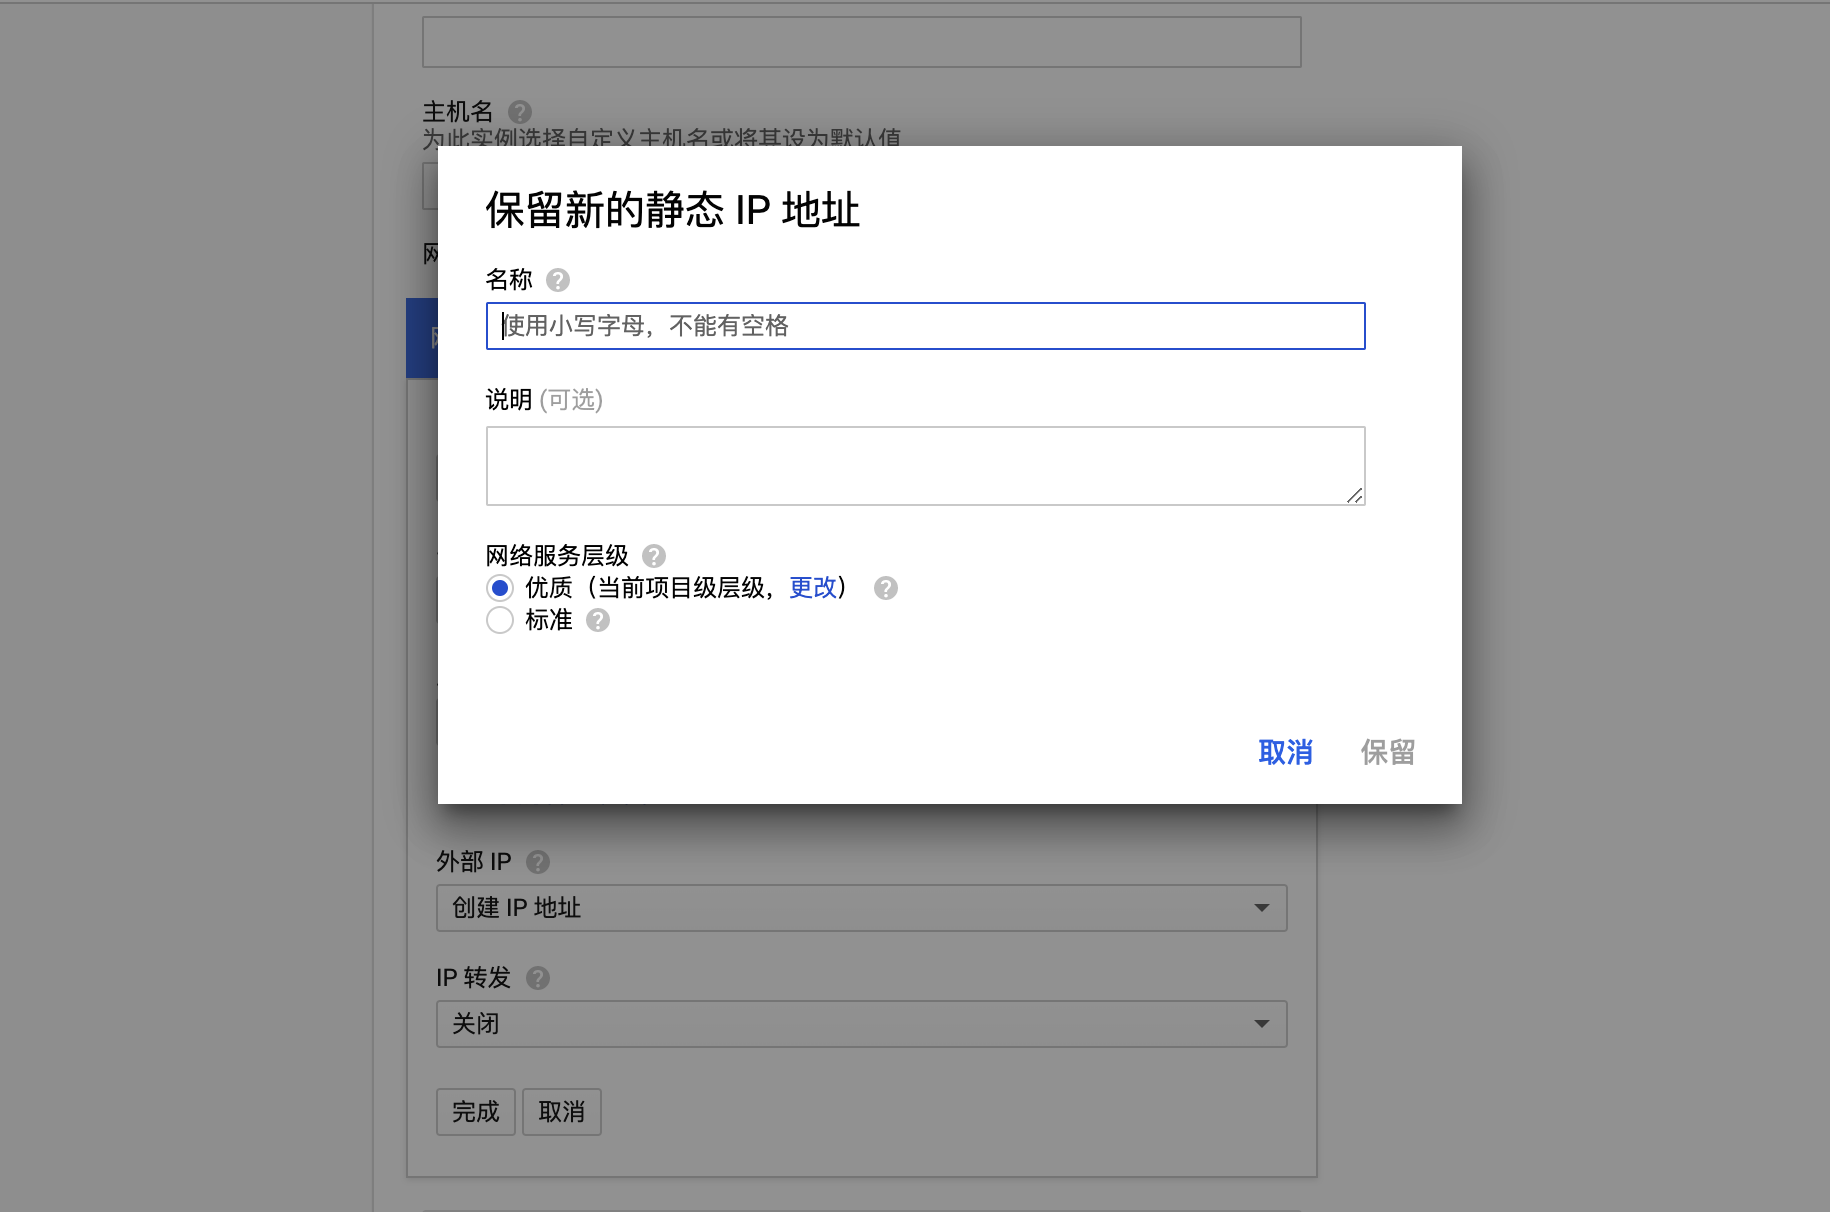 主机名
为此实例选择自定义主机名或将其设为默认值
保留新的静态 IP 地址
名称
使用小写字母，不能有空格
说明 (可选)
网络服务层级
优质（当前项目级层级，更改）
标准
取消 保留
外部 IP
创建 IP 地址
IP 转发
关闭
完成 取消